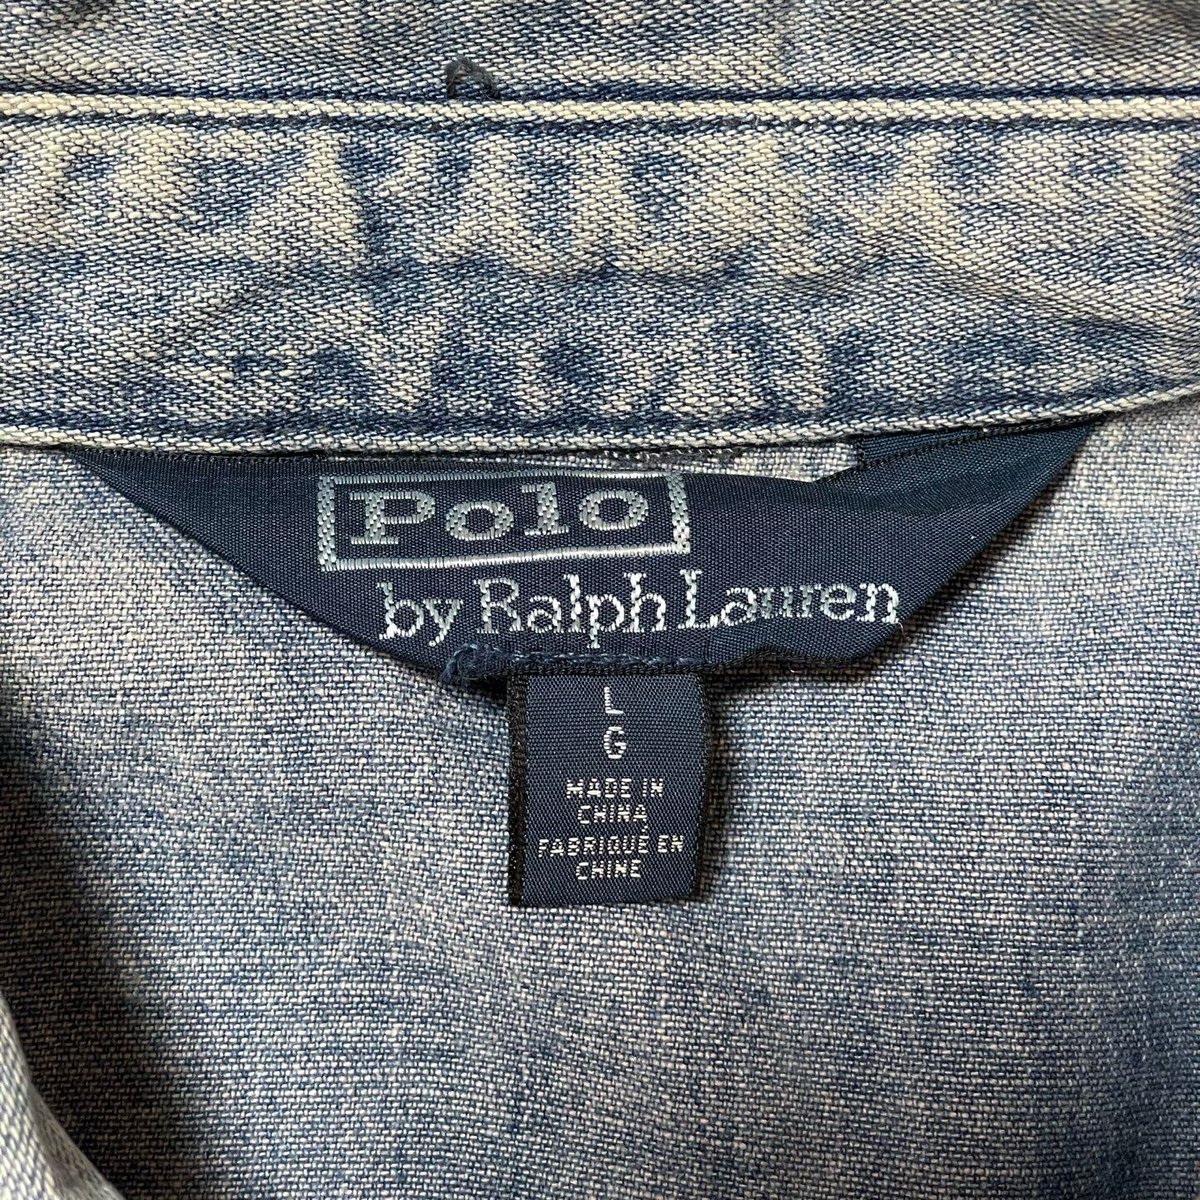 Polo
by Ralph Lauren
L
G
MADE IN
CHINA
FABRIQUÉ EN
CHINE